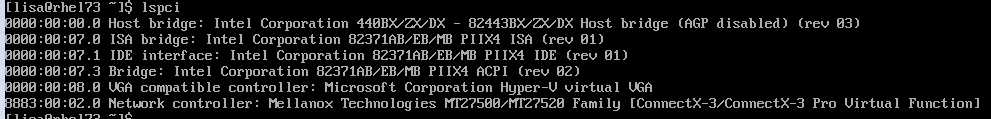 [lisa@rhel73 ~]$ lspci
0000:00:00.0 Host bridge: Intel Corporation 440BX/ZX/DX - 82443BX/ZX/DX Host bridge (AGP disabled) (rev 03)
0000:00:07.0 ISA bridge: Intel Corporation 82371AB/EB/MB PIIX4 ISA (rev 01)
0000:00:07.1 IDE interface: Intel Corporation 82371AB/EB/MB PIIX4 IDE (rev 01)
0000:00:07.3 Bridge: Intel Corporation 82371AB/EB/MB PIIX4 ACPI (rev 02)
0000:00:08.0 VGA compatible controller: Microsoft Corporation Hyper-V virtual VGA
8883:00:02.0 Network controller: Mellanox Technologies MT27500/MT27520 Family [ConnectX-3/ConnectX-3 Pro Virtual Function]
[lisa@rhel73 ~]$